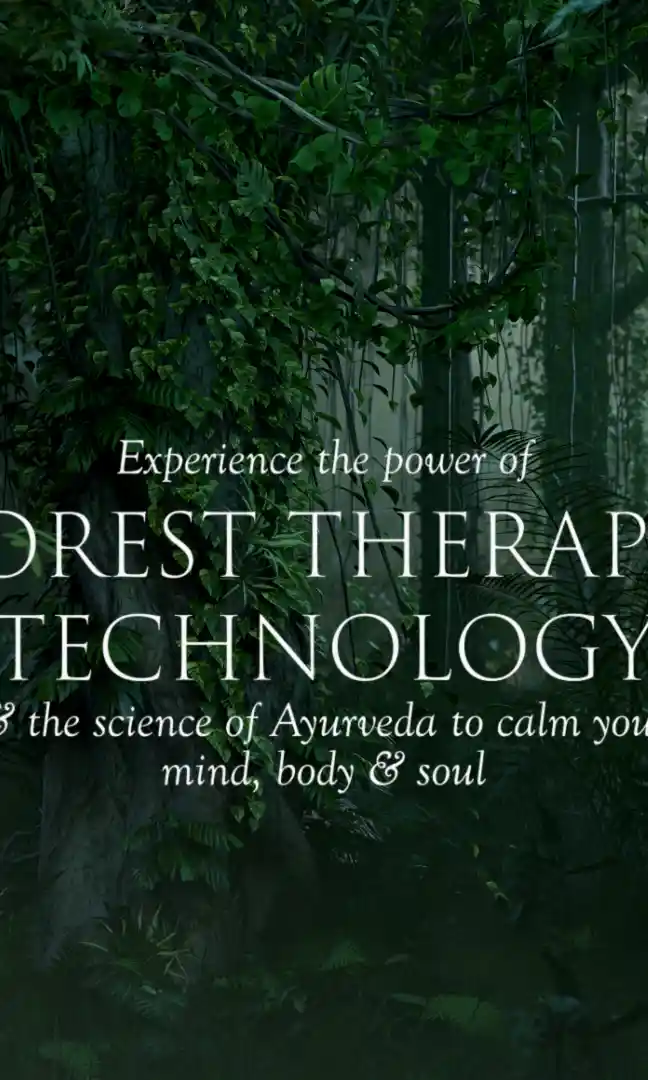 Experience the power of
OREST THERAP
TECHNOLOGY
& the science of Ayurveda to calm you
mind, body & soul